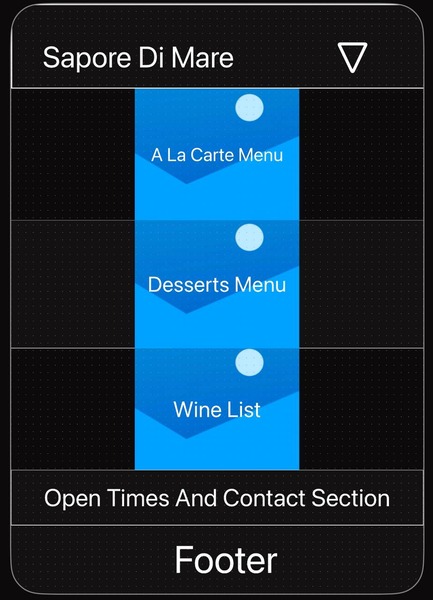 Sapore Di Mare
A La Carte Menu
Desserts Menu
Wine List
Open Times And Contact Section
Footer